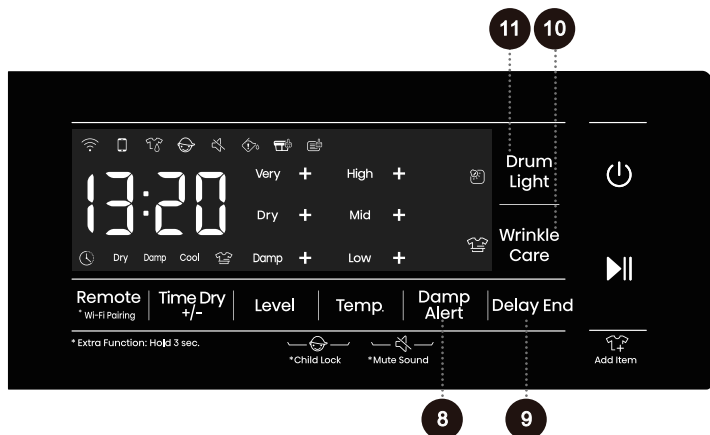 11
10
Very + High +
Drum
Light
13:20
Dry + Mid +
Wrinkle
Care
Dry Damp Cool
Damp + Low +
Remote
* Wi-Fi Pairing
Time Dry
+/-
Level
Temp.
Damp
Alert
Delay End
* Extra Function: Hold 3 sec.
*Child Lock
*Mute Sound
Add Item
8
9